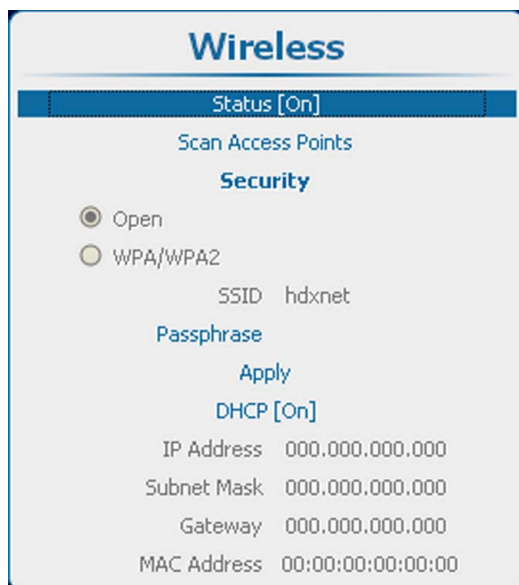 Wireless
Status [On]
Scan Access Points
Security
Open
WPA/WPA2
SSID hdxnet
Passphrase
Apply
DHCP [On]
IP Address 000.000.000.000
Subnet Mask 000.000.000.000
Gateway 000.000.000.000
MAC Address 00:00:00:00:00:00